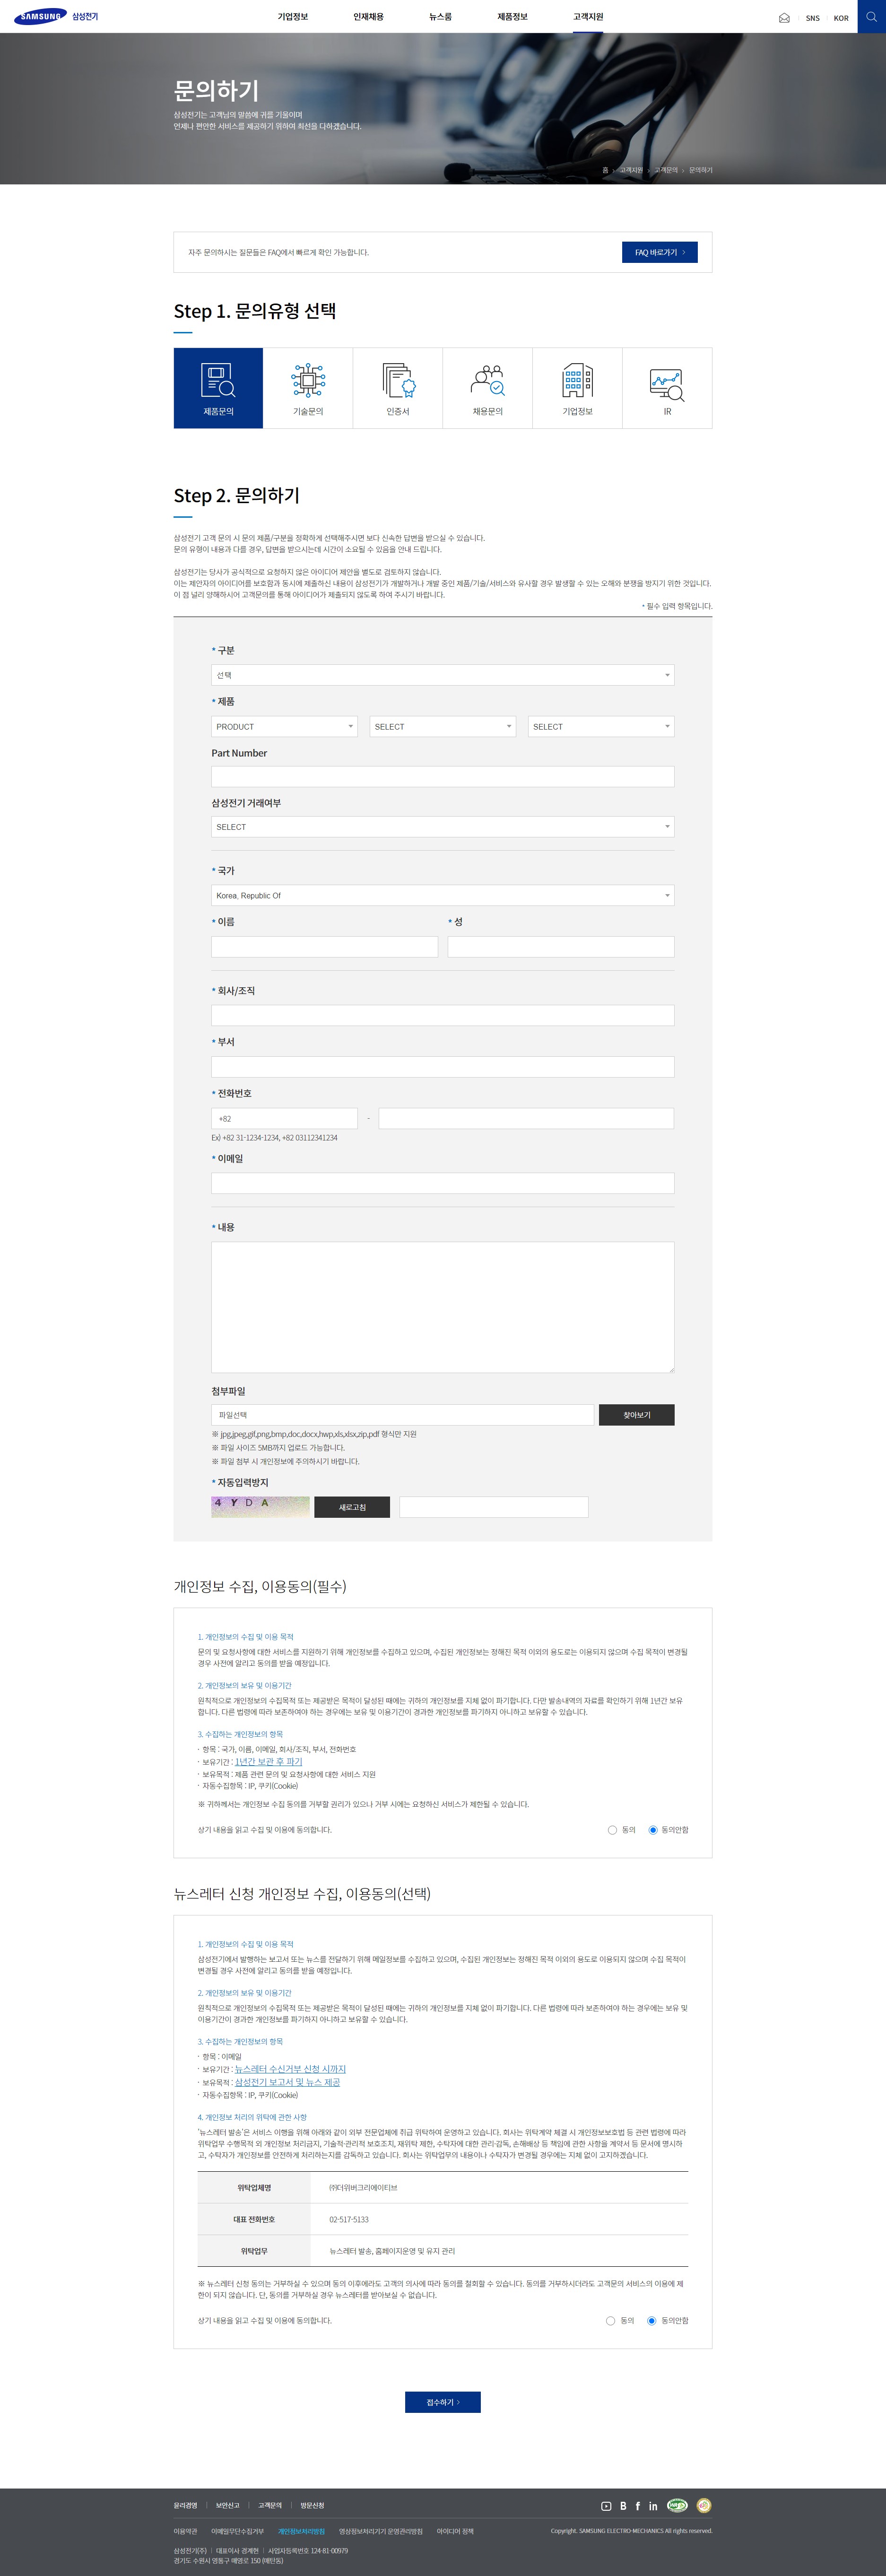 SAMSUNG 삼성전기
기업정보 인재채용 뉴스룸 제품정보 고객지원
SNS KOR
문의하기
삼성전기는 고객님의 말씀에 귀를 기울이며
언제나 편안한 서비스를 제공하기 위하여 최선을 다하겠습니다.
홈 > 고객지원 > 고객문의 > 문의하기
자주 문의하시는 질문들은 FAQ에서 빠르게 확인 가능합니다.
FAQ 바로가기 >
Step 1. 문의유형 선택
제품문의 기술문의 인증서 채용문의 기업정보 IR
Step 2. 문의하기
삼성전기 고객 문의 시 문의 제품/구분을 정확하게 선택해주시면 보다 신속한 답변을 받으실 수 있습니다.
문의 유형이 내용과 다를 경우, 답변을 받으시는데 시간이 소요될 수 있음을 안내 드립니다.
삼성전기는 당사가 공식적으로 요청하지 않은 아이디어 제안을 별도로 검토하지 않습니다.
이는 제안자의 아이디어를 보호함과 동시에 제출하신 내용이 삼성전기가 개발하거나 개발 중인 제품/기술/서비스와 유사할 경우 발생할 수 있는 오해와 분쟁을 방지기 위한 것입니다.
이 점 널리 양해하시어 고객문의를 통해 아이디어가 제출되지 않도록 하여 주시기 바랍니다.
* 필수 입력 항목입니다.
* 구분
선택
* 제품
PRODUCT SELECT SELECT
Part Number
삼성전기 거래여부
SELECT
* 국가
Korea, Republic Of
* 이름 * 성
* 회사/조직
* 부서
* 전화번호
+82 -
Ex) +82 31-1234-1234, +82 03112341234
* 이메일
* 내용
첨부파일
파일선택 찾아보기
※ jpg,jpeg,gif,png,bmp,doc,docx,hwp,xls,xlsx,zip,pdf 형식만 지원
※ 파일 사이즈 5MB까지 업로드 가능합니다.
※ 파일 첨부 시 개인정보에 주의하시기 바랍니다.
* 자동입력방지
4 Y D A 새로고침
개인정보 수집, 이용동의(필수)
1. 개인정보의 수집 및 이용 목적
문의 및 요청사항에 대한 서비스를 지원하기 위해 개인정보를 수집하고 있으며, 수집된 개인정보는 정해진 목적 이외의 용도로는 이용되지 않으며 수집 목적이 변경될
경우 사전에 알리고 동의를 받을 예정입니다.
2. 개인정보의 보유 및 이용기간
원칙적으로 개인정보의 수집목적 또는 제공받은 목적이 달성된 때에는 귀하의 개인정보를 지체 없이 파기합니다. 다만 발송내역의 자료를 확인하기 위해 1년간 보유
합니다. 다른 법령에 따라 보존하여야 하는 경우에는 보유 및 이용기간이 경과한 개인정보를 파기하지 아니하고 보유할 수 있습니다.
3. 수집하는 개인정보의 항목
· 항목 : 국가, 이름, 이메일, 회사/조직, 부서, 전화번호
· 보유기간 : 1년간 보관 후 파기
· 보유목적 : 제품 관련 문의 및 요청사항에 대한 서비스 지원
· 자동수집항목 : IP, 쿠키(Cookie)
※ 귀하께서는 개인정보 수집 동의를 거부할 권리가 있으나 거부 시에는 요청하신 서비스가 제한될 수 있습니다.
상기 내용을 읽고 수집 및 이용에 동의합니다. 동의 동의안함
뉴스레터 신청 개인정보 수집, 이용동의(선택)
1. 개인정보의 수집 및 이용 목적
삼성전기에서 발행하는 보고서 또는 뉴스를 전달하기 위해 메일정보를 수집하고 있으며, 수집된 개인정보는 정해진 목적 이외의 용도로 이용되지 않으며 수집 목적이
변경될 경우 사전에 알리고 동의를 받을 예정입니다.
2. 개인정보의 보유 및 이용기간
원칙적으로 개인정보의 수집목적 또는 제공받은 목적이 달성된 때에는 귀하의 개인정보를 지체 없이 파기합니다. 다른 법령에 따라 보존하여야 하는 경우에는 보유 및
이용기간이 경과한 개인정보를 파기하지 아니하고 보유할 수 있습니다.
3. 수집하는 개인정보의 항목
· 항목 : 이메일
· 보유기간 : 뉴스레터 수신거부 신청 시까지
· 보유목적 : 삼성전기 보고서 및 뉴스 제공
· 자동수집항목 : IP, 쿠키(Cookie)
4. 개인정보 처리의 위탁에 관한 사항
'뉴스레터 발송'은 서비스 이행을 위해 아래와 같이 외부 전문업체에 취급 위탁하여 운영하고 있습니다. 회사는 위탁계약 체결 시 개인정보보호법 등 관련 법령에 따라
위탁업무 수행목적 외 개인정보 처리금지, 기술적·관리적 보호조치, 재위탁 제한, 수탁자에 대한 관리·감독, 손해배상 등 책임에 관한 사항을 계약서 등 문서에 명시하
고, 수탁자가 개인정보를 안전하게 처리하는지를 감독하고 있습니다. 회사는 위탁업무의 내용이나 수탁자가 변경될 경우에는 지체 없이 고지하겠습니다.
위탁업체명 ㈜더위버크리에이티브
대표 전화번호 02-517-5133
위탁업무 뉴스레터 발송, 홈페이지운영 및 유지 관리
※ 뉴스레터 신청 동의는 거부하실 수 있으며 동의 이후에라도 고객의 의사에 따라 동의를 철회할 수 있습니다. 동의를 거부하시더라도 고객문의 서비스의 이용에 제
한이 되지 않습니다. 단, 동의를 거부하실 경우 뉴스레터를 받아보실 수 없습니다.
상기 내용을 읽고 수집 및 이용에 동의합니다. 동의 동의안함
접수하기 >
윤리경영 보안신고 고객문의 방문신청
이용약관 이메일무단수집거부 개인정보처리방침 영상정보처리기기 운영관리방침 아이디어 정책
Copyright. SAMSUNG ELECTRO-MECHANICS All rights reserved.
삼성전기(주) 대표이사 경계현 사업자등록번호 124-81-00979
경기도 수원시 영통구 매영로 150 (매탄동)